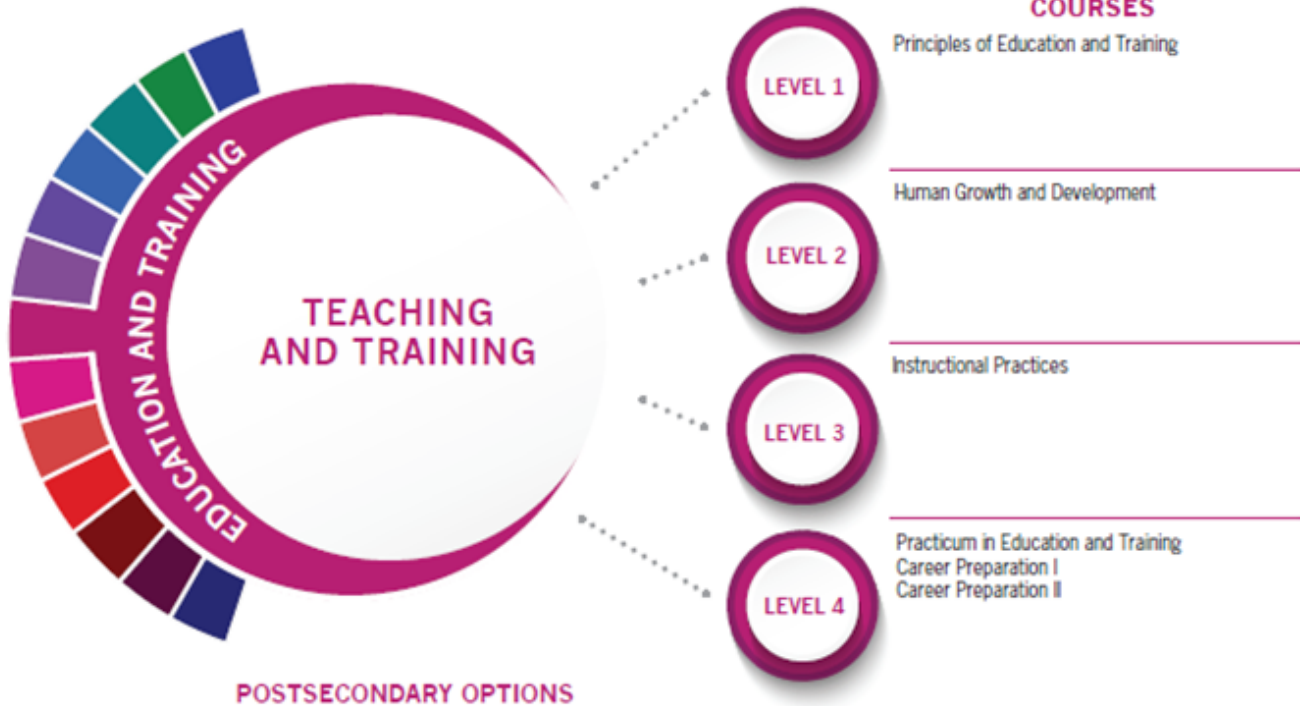 COURSES
EDUCATION AND TRAINING
TEACHING
AND TRAINING
LEVEL 1
Principles of Education and Training
LEVEL 2
Human Growth and Development
LEVEL 3
Instructional Practices
LEVEL 4
Practicum in Education and Training
Career Preparation I
Career Preparation II
POSTSECONDARY OPTIONS